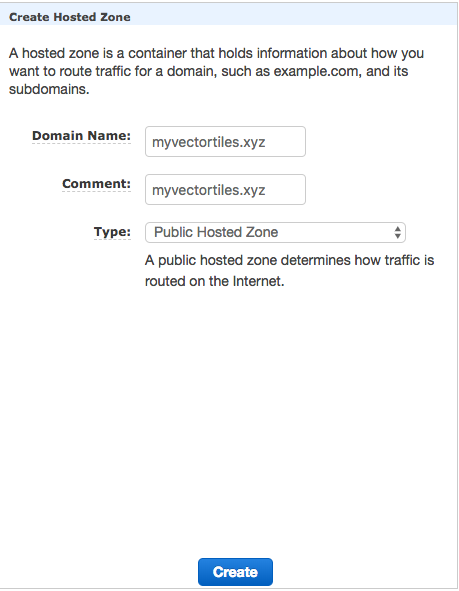 Create Hosted Zone
A hosted zone is a container that holds information about how you
want to route traffic for a domain, such as example.com, and its
subdomains.
Domain Name: myvectortiles.xyz
Comment: myvectortiles.xyz
Type: Public Hosted Zone
A public hosted zone determines how traffic is
routed on the Internet.
Create